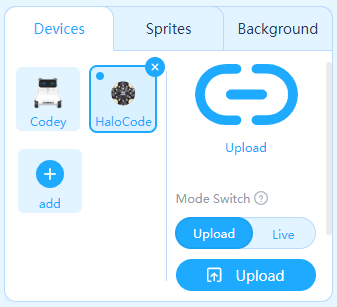 Devices
Sprites
Background
Codey
HaloCode
add
Upload
Mode Switch
Upload
Live
Upload